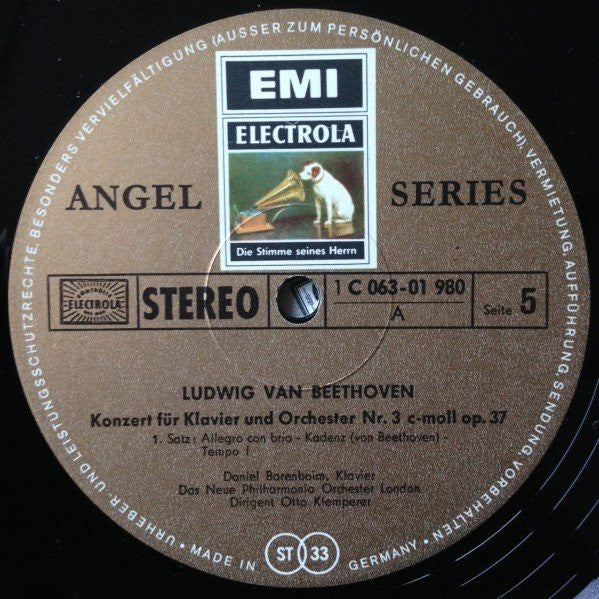 URHEBER- UND LEISTUNGSSCHUTZRECHTE, BESONDERS VERVIELFÄLTIGUNG (AUSSER ZUM PERSÖNLICHEN GEBRAUCH), VERMIETUNG, AUFFÜHRUNG, SENDUNG, VORBEHALTEN
EMI
ELECTROLA
ANGEL SERIES
Die Stimme seines Herrn
ELECTROLA
STEREO
1 C 063-01 980
A
Seite 5
LUDWIG VAN BEETHOVEN
Konzert für Klavier und Orchester Nr. 3 c-moll op. 37
1. Satz: Allegro con brio - Kadenz (von Beethoven) -
Tempo I
Daniel Barenboim, Klavier
Das Neue Philharmonia Orchester London
Dirigent Otto Klemperer
• MADE IN GERMANY •
ST 33